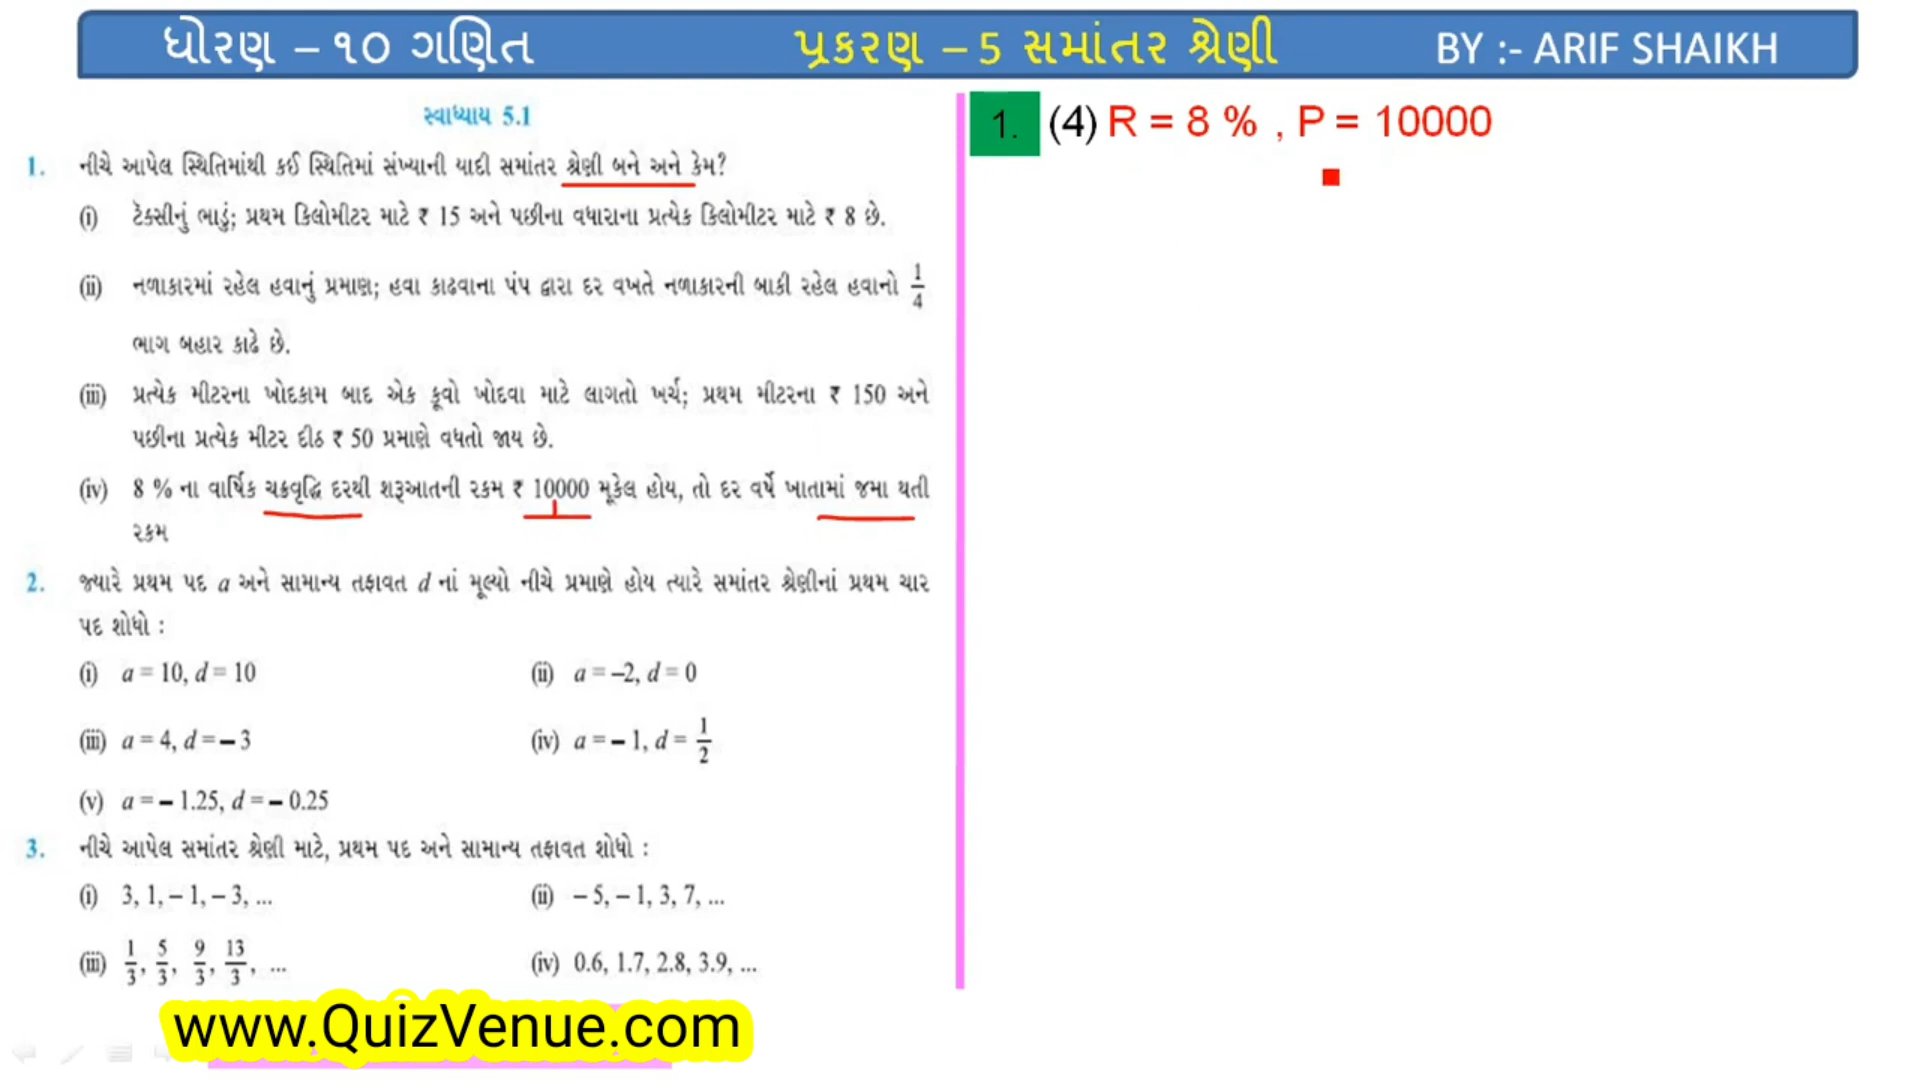 ધોરણ – ૧૦ ગણિત પ્રકરણ – 5 સમાંતર શ્રેણી BY :- ARIF SHAIKH
સ્વાધ્યાય 5.1
1. નીચે આપેલ સ્થિતિમાંથી કઈ સ્થિતિમાં સંખ્યાની યાદી સમાંતર શ્રેણી બને અને કેમ?
(i) ટૅક્સીનું ભાડું; પ્રથમ કિલોમીટર માટે ₹ 15 અને પછીના વધારાના પ્રત્યેક કિલોમીટર માટે ₹ 8 છે.
(ii) નળાકારમાં રહેલ હવાનું પ્રમાણ; હવા કાઢવાના પંપ દ્વારા દર વખતે નળાકારની બાકી રહેલ હવાનો 1/4
ભાગ બહાર કાઢે છે.
(iii) પ્રત્યેક મીટરના ખોદકામ બાદ એક કૂવો ખોદવા માટે લાગતો ખર્ચ; પ્રથમ મીટરના ₹ 150 અને
પછીના પ્રત્યેક મીટર દીઠ ₹ 50 પ્રમાણે વધતો જાય છે.
(iv) 8 % ના વાર્ષિક ચક્રવૃદ્ધિ દરથી શરૂઆતની રકમ ₹ 10000 મૂકેલ હોય, તો દર વર્ષે ખાતામાં જમા થતી
રકમ
2. જ્યારે પ્રથમ પદ a અને સામાન્ય તફાવત d નાં મૂલ્યો નીચે પ્રમાણે હોય ત્યારે સમાંતર શ્રેણીનાં પ્રથમ ચાર
પદ શોધો :
(i) a = 10, d = 10 (ii) a = –2, d = 0
(iii) a = 4, d = – 3 (iv) a = – 1, d = 1/2
(v) a = – 1.25, d = – 0.25
3. નીચે આપેલ સમાંતર શ્રેણી માટે, પ્રથમ પદ અને સામાન્ય તફાવત શોધો :
(i) 3, 1, – 1, – 3, ... (ii) – 5, – 1, 3, 7, ...
(iii) 1/3, 5/3, 9/3, 13/3, ... (iv) 0.6, 1.7, 2.8, 3.9, ...
1. (4) R = 8 % , P = 10000
www.QuizVenue.com